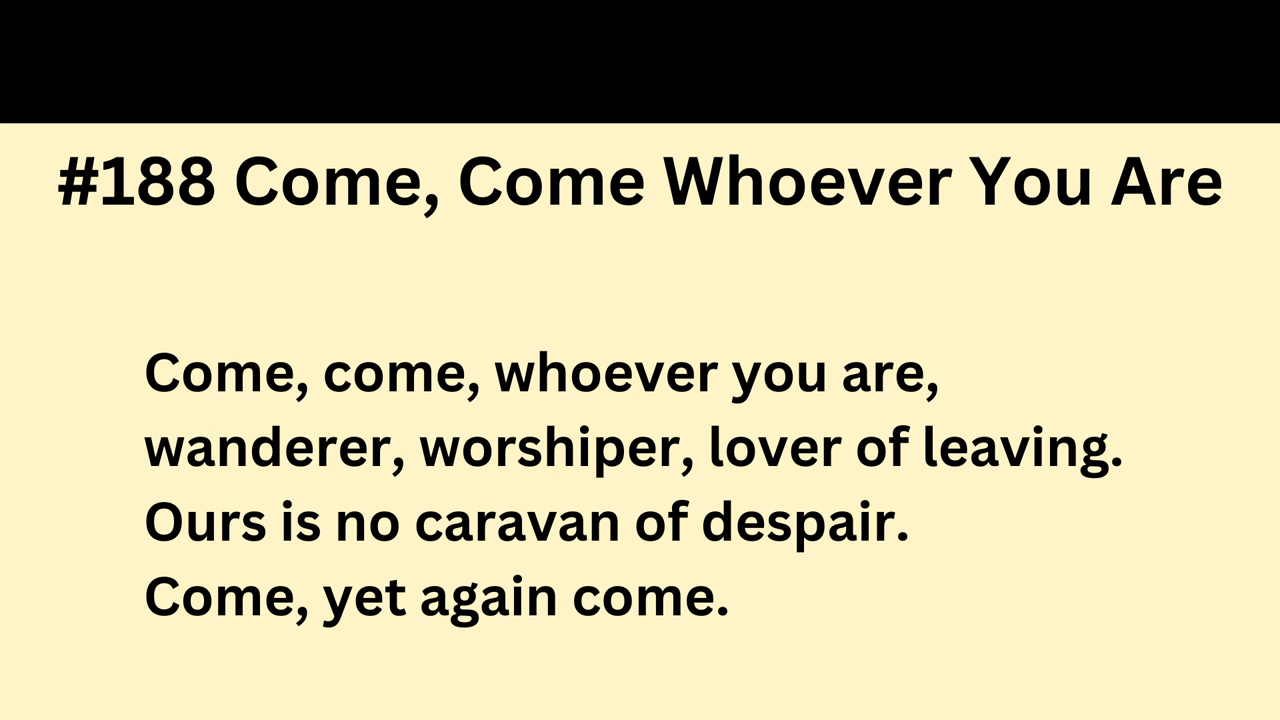 #188 Come, Come Whoever You Are
Come, come, whoever you are,
wanderer, worshiper, lover of leaving.
Ours is no caravan of despair.
Come, yet again come.